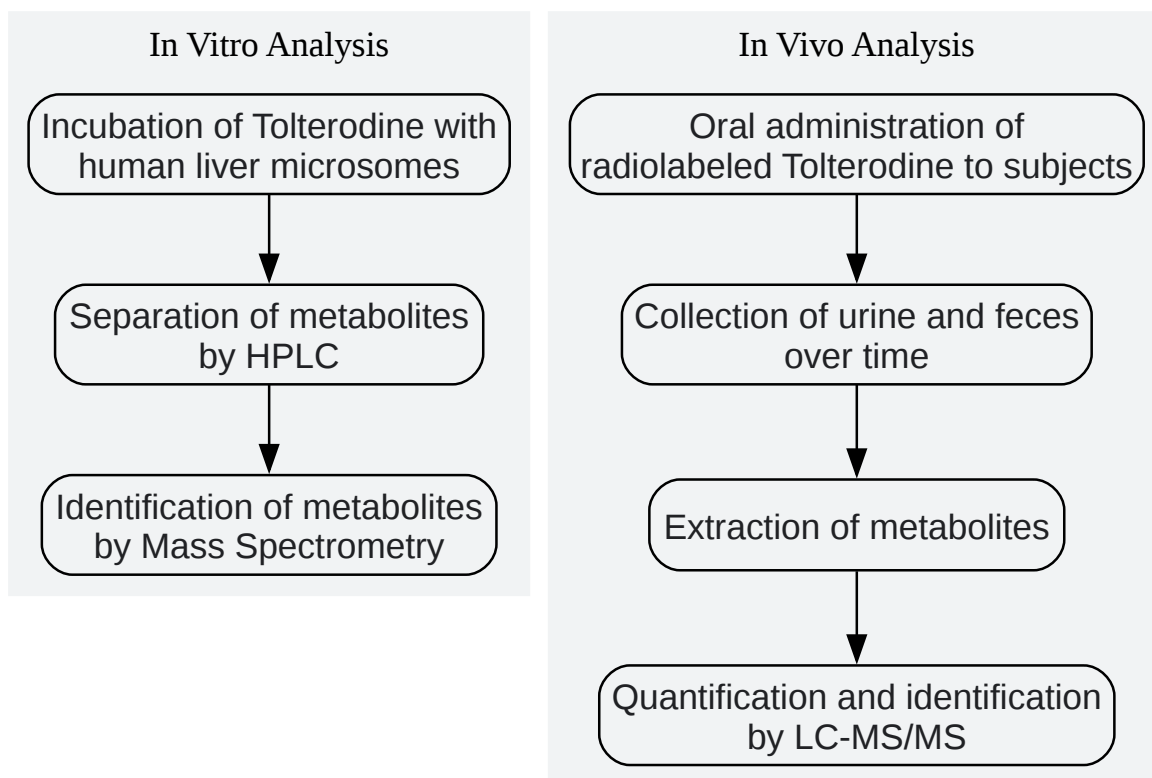 In Vitro Analysis
Incubation of Tolterodine with
human liver microsomes
Separation of metabolites
by HPLC
Identification of metabolites
by Mass Spectrometry
In Vivo Analysis
Oral administration of
radiolabeled Tolterodine to subjects
Collection of urine and feces
over time
Extraction of metabolites
Quantification and identification
by LC-MS/MS